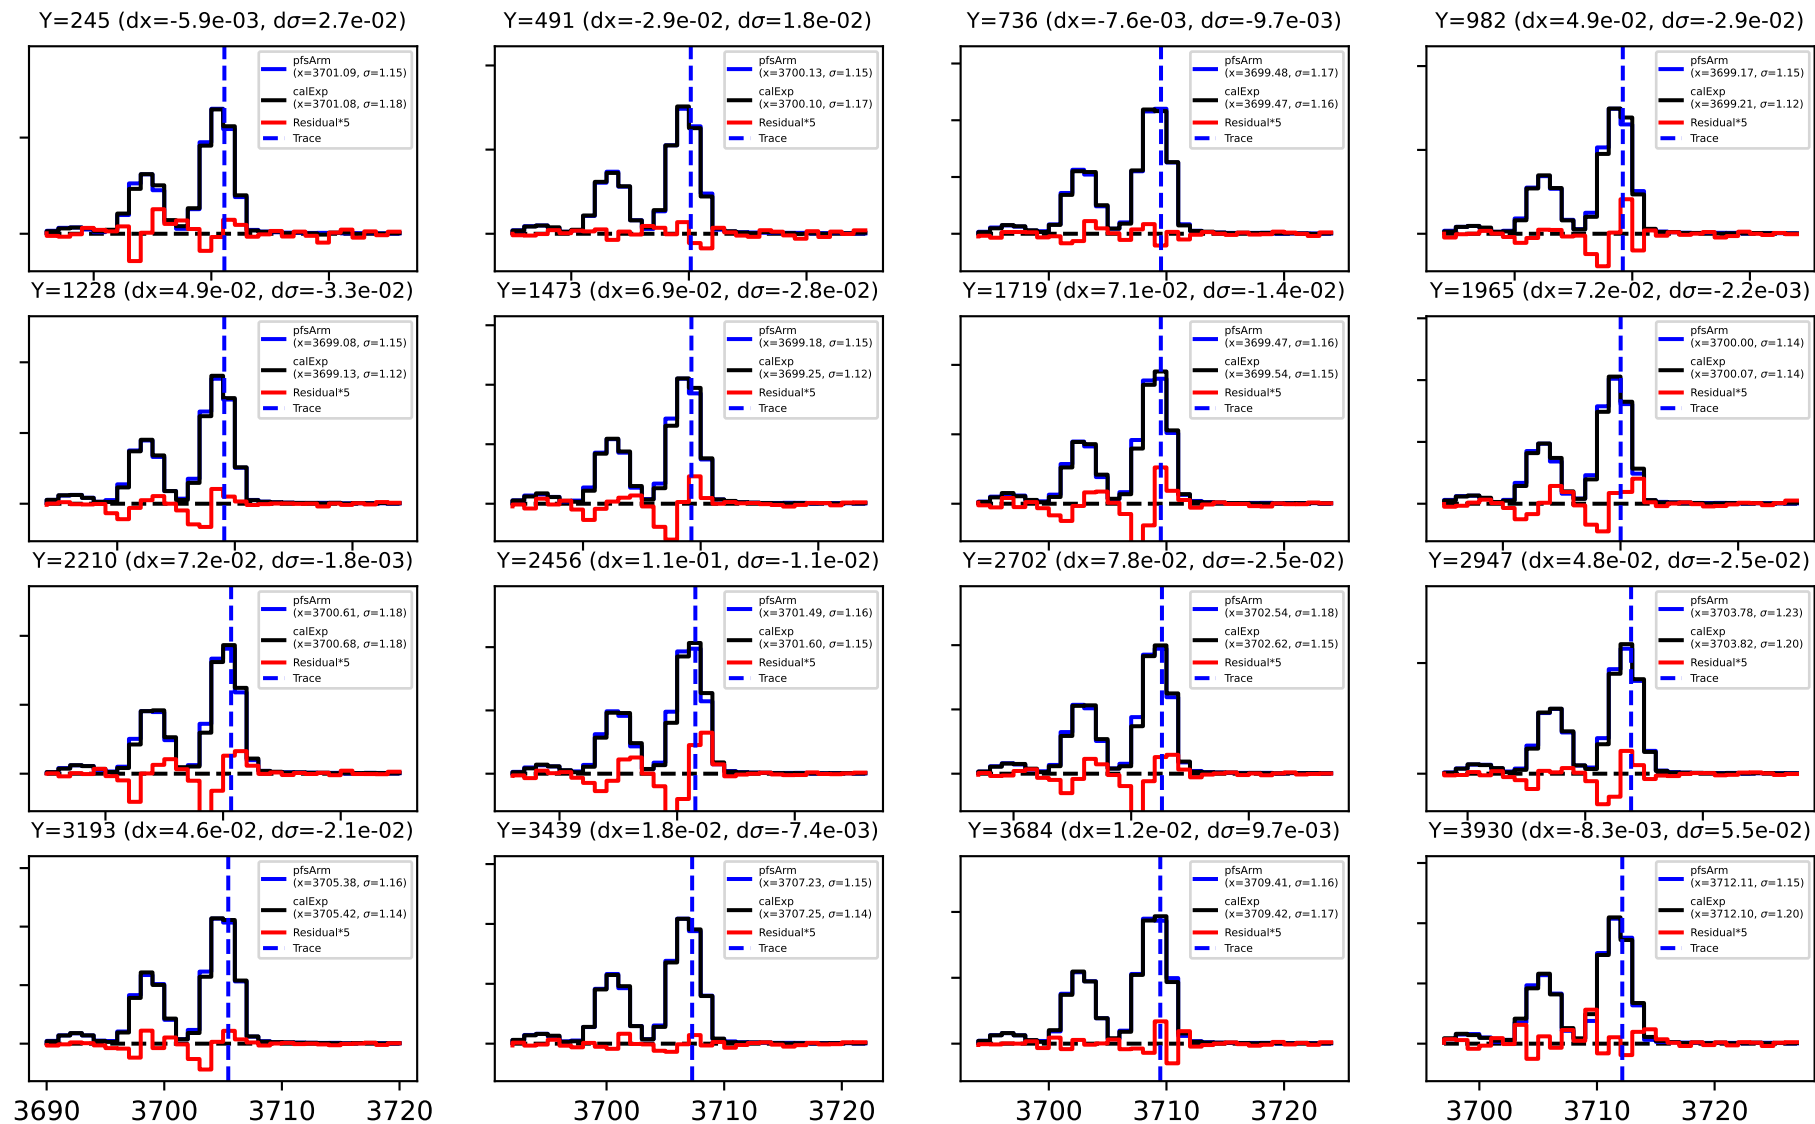 Y=245 (dx=-5.9e-03, dσ=2.7e-02)
pfsArm
(x=3701.09, σ=1.15)
calExp
(x=3701.08, σ=1.18)
Residual*5
Trace
Y=491 (dx=-2.9e-02, dσ=1.8e-02)
pfsArm
(x=3700.13, σ=1.15)
calExp
(x=3700.10, σ=1.17)
Residual*5
Trace
Y=736 (dx=-7.6e-03, dσ=-9.7e-03)
pfsArm
(x=3699.48, σ=1.17)
calExp
(x=3699.47, σ=1.16)
Residual*5
Trace
Y=982 (dx=4.9e-02, dσ=-2.9e-02)
pfsArm
(x=3699.17, σ=1.15)
calExp
(x=3699.21, σ=1.12)
Residual*5
Trace
Y=1228 (dx=4.9e-02, dσ=-3.3e-02)
pfsArm
(x=3699.08, σ=1.15)
calExp
(x=3699.13, σ=1.12)
Residual*5
Trace
Y=1473 (dx=6.9e-02, dσ=-2.8e-02)
pfsArm
(x=3699.18, σ=1.15)
calExp
(x=3699.25, σ=1.12)
Residual*5
Trace
Y=1719 (dx=7.1e-02, dσ=-1.4e-02)
pfsArm
(x=3699.47, σ=1.16)
calExp
(x=3699.54, σ=1.15)
Residual*5
Trace
Y=1965 (dx=7.2e-02, dσ=-2.2e-03)
pfsArm
(x=3700.00, σ=1.14)
calExp
(x=3700.07, σ=1.14)
Residual*5
Trace
Y=2210 (dx=7.2e-02, dσ=-1.8e-03)
pfsArm
(x=3700.61, σ=1.18)
calExp
(x=3700.68, σ=1.18)
Residual*5
Trace
Y=2456 (dx=1.1e-01, dσ=-1.1e-02)
pfsArm
(x=3701.49, σ=1.16)
calExp
(x=3701.60, σ=1.15)
Residual*5
Trace
Y=2702 (dx=7.8e-02, dσ=-2.5e-02)
pfsArm
(x=3702.54, σ=1.18)
calExp
(x=3702.62, σ=1.15)
Residual*5
Trace
Y=2947 (dx=4.8e-02, dσ=-2.5e-02)
pfsArm
(x=3703.78, σ=1.23)
calExp
(x=3703.82, σ=1.20)
Residual*5
Trace
Y=3193 (dx=4.6e-02, dσ=-2.1e-02)
pfsArm
(x=3705.38, σ=1.16)
calExp
(x=3705.42, σ=1.14)
Residual*5
Trace
Y=3439 (dx=1.8e-02, dσ=-7.4e-03)
pfsArm
(x=3707.23, σ=1.15)
calExp
(x=3707.25, σ=1.14)
Residual*5
Trace
Y=3684 (dx=1.2e-02, dσ=9.7e-03)
pfsArm
(x=3709.41, σ=1.16)
calExp
(x=3709.42, σ=1.17)
Residual*5
Trace
Y=3930 (dx=-8.3e-03, dσ=5.5e-02)
pfsArm
(x=3712.11, σ=1.15)
calExp
(x=3712.10, σ=1.20)
Residual*5
Trace
3690 3700 3710 3720
3700 3710 3720
3700 3710 3720
3700 3710 3720